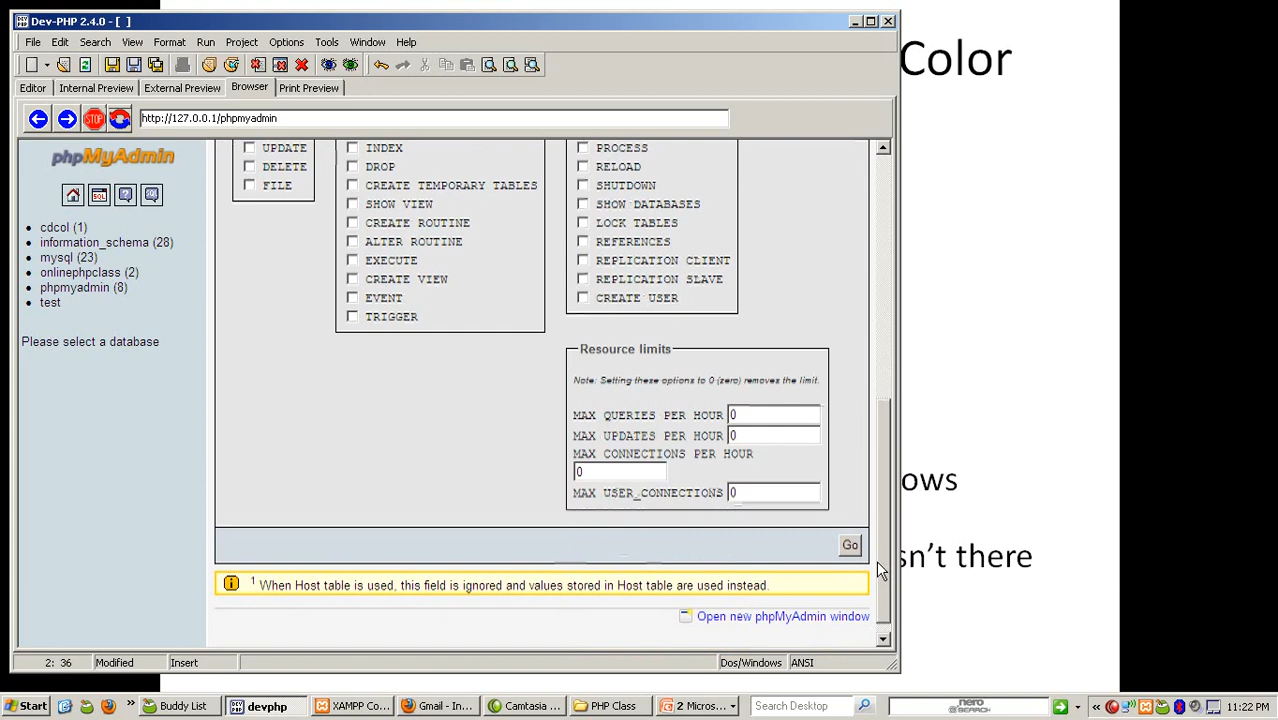 Dev-PHP 2.4.0 - [ ]
File Edit Search View Format Run Project Options Tools Window Help
Editor Internal Preview External Preview Browser Print Preview
http://127.0.0.1/phpmyadmin
phpMyAdmin
cdcol (1)
information_schema (28)
mysql (23)
onlinephpclass (2)
phpmyadmin (8)
test
Please select a database
UPDATE
DELETE
FILE
INDEX
DROP
CREATE TEMPORARY TABLES
SHOW VIEW
CREATE ROUTINE
ALTER ROUTINE
EXECUTE
CREATE VIEW
EVENT
TRIGGER
PROCESS
RELOAD
SHUTDOWN
SHOW DATABASES
LOCK TABLES
REFERENCES
REPLICATION CLIENT
REPLICATION SLAVE
CREATE USER
Resource limits
Note: Setting these options to 0 (zero) removes the limit.
MAX QUERIES PER HOUR 0
MAX UPDATES PER HOUR 0
MAX CONNECTIONS PER HOUR
0
MAX USER_CONNECTIONS 0
Go
1 When Host table is used, this field is ignored and values stored in Host table are used instead.
Open new phpMyAdmin window
2: 36 Modified Insert Dos/Windows ANSI
Color
ows
sn't there
Start Buddy List devphp XAMPP Co... Gmail - ... Camtasia ... PHP Class 2 Micros... Search Desktop nero SEARCH 11:22 PM